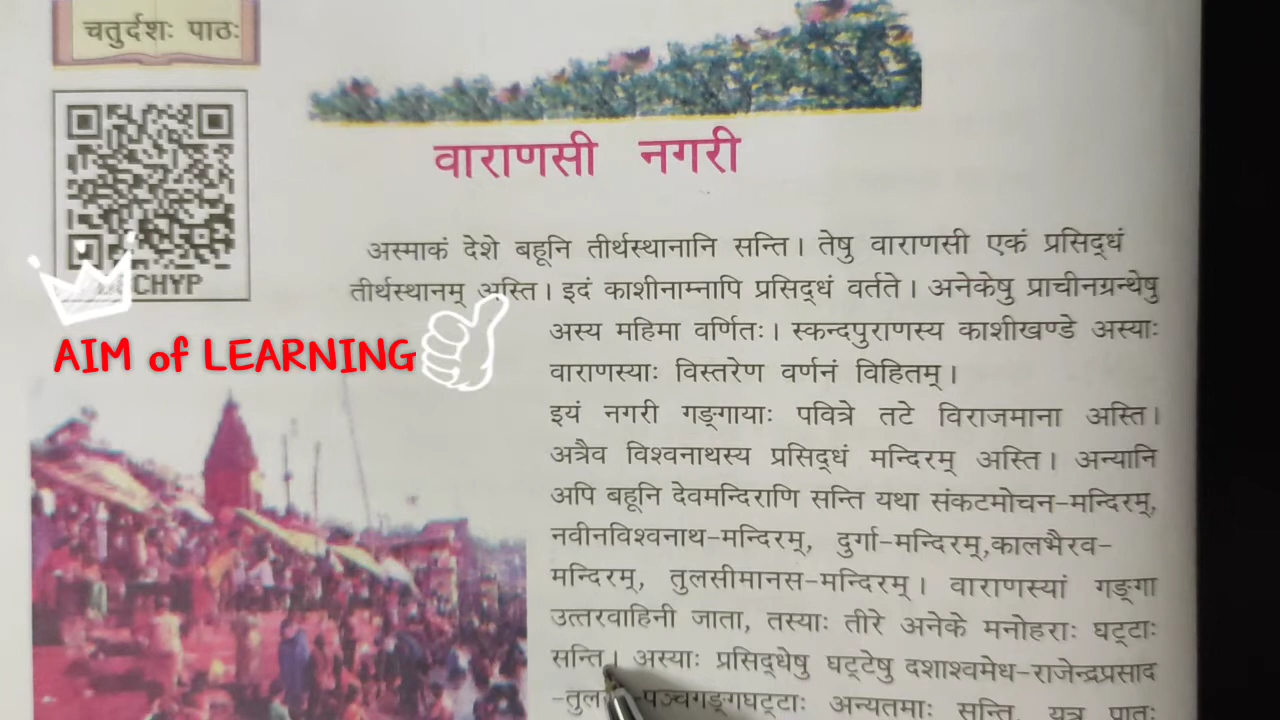 चतुर्दशः पाठः
वाराणसी नगरी
अस्माकं देशे बहूनि तीर्थस्थानानि सन्ति। तेषु वाराणसी एकं प्रसिद्धं
तीर्थस्थानम् अस्ति। इदं काशीनाम्नापि प्रसिद्धं वर्तते। अनेकेषु प्राचीनग्रन्थेषु
CHYP
AIM of LEARNING
अस्य महिमा वर्णितः। स्कन्दपुराणस्य काशीखण्डे अस्याः
वाराणस्याः विस्तरेण वर्णनं विहितम्।
इयं नगरी गङ्गायाः पवित्रे तटे विराजमाना अस्ति।
अत्रैव विश्वनाथस्य प्रसिद्धं मन्दिरम् अस्ति। अन्यानि
अपि बहूनि देवमन्दिराणि सन्ति यथा संकटमोचन-मन्दिरम्,
नवीनविश्वनाथ-मन्दिरम्, दुर्गा-मन्दिरम्,कालभैरव-
मन्दिरम्, तुलसीमानस-मन्दिरम्। वाराणस्यां गङ्गा
उत्तरवाहिनी जाता, तस्याः तीरे अनेके मनोहराः घट्टाः
सन्ति। अस्याः प्रसिद्धेषु घट्टेषु दशाश्वमेध-राजेन्द्रप्रसाद
-पञ्चगङ्गघट्टाः अन्यतमाः सन्ति, यत्र प्रातः